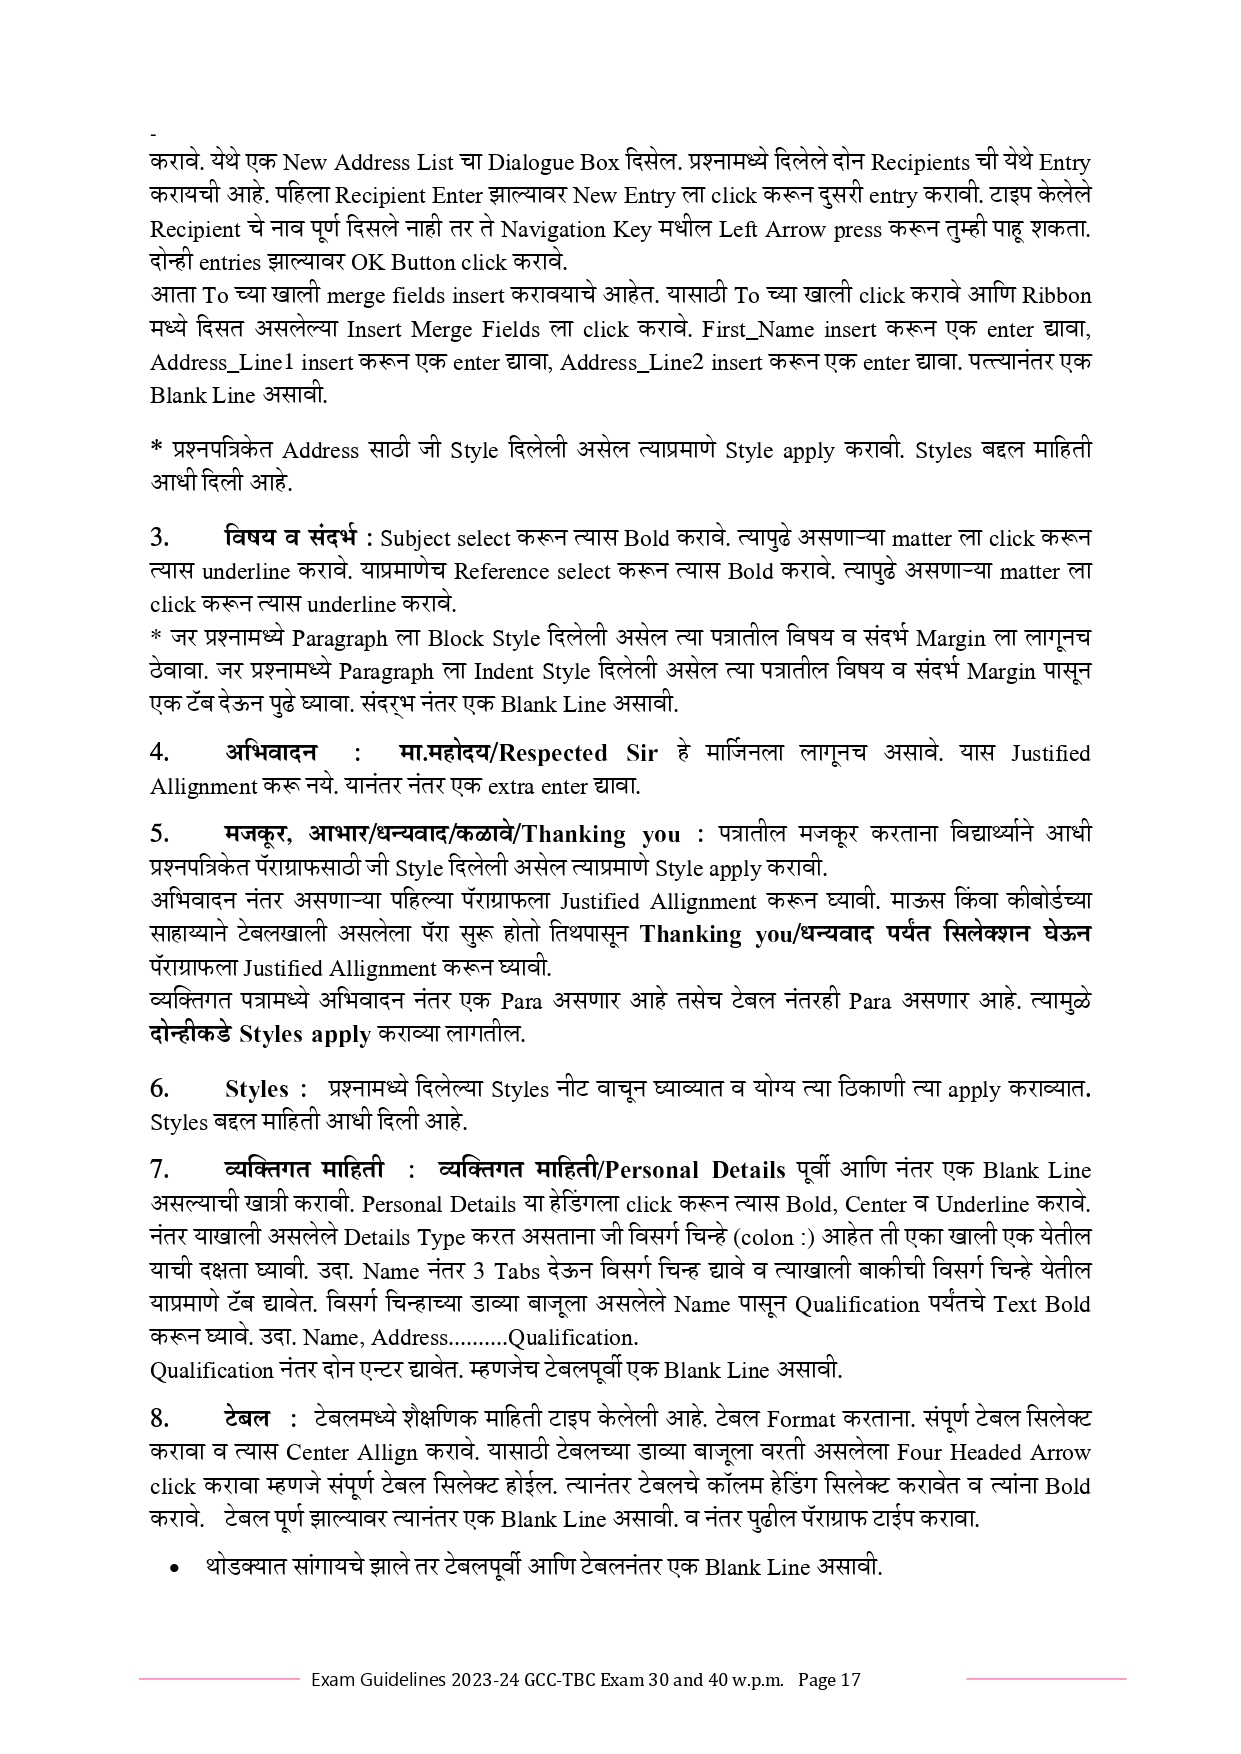 -
करावे. येथे एक New Address List चा Dialogue Box दिसेल. प्रश्नामध्ये दिलेले दोन Recipients ची येथे Entry
करायची आहे. पहिला Recipient Enter झाल्यावर New Entry ला click करून दुसरी entry करावी. टाइप केलेले
Recipient चे नाव पूर्ण दिसले नाही तर ते Navigation Key मधील Left Arrow press करून तुम्ही पाहू शकता.
दोन्ही entries झाल्यावर OK Button click करावे.
आता To च्या खाली merge fields insert करावयाचे आहेत. यासाठी To च्या खाली click करावे आणि Ribbon
मध्ये दिसत असलेल्या Insert Merge Fields ला click करावे. First_Name insert करून एक enter द्यावा,
Address_Line1 insert करून एक enter द्यावा, Address_Line2 insert करून एक enter द्यावा. पत्त्यानंतर एक
Blank Line असावी.
* प्रश्नपत्रिकेत Address साठी जी Style दिलेली असेल त्याप्रमाणे Style apply करावी. Styles बद्दल माहिती
आधी दिली आहे.
3. विषय व संदर्भ : Subject select करून त्यास Bold करावे. त्यापुढे असणाऱ्या matter ला click करून
त्यास underline करावे. याप्रमाणेच Reference select करून त्यास Bold करावे. त्यापुढे असणाऱ्या matter ला
click करून त्यास underline करावे.
* जर प्रश्नामध्ये Paragraph ला Block Style दिलेली असेल त्या पत्रातील विषय व संदर्भ Margin ला लागूनच
ठेवावा. जर प्रश्नामध्ये Paragraph ला Indent Style दिलेली असेल त्या पत्रातील विषय व संदर्भ Margin पासून
एक टॅब देऊन पुढे घ्यावा. संदर्‌भ नंतर एक Blank Line असावी.
4. अभिवादन : मा.महोदय/Respected Sir हे मार्जिनला लागूनच असावे. यास Justified
Allignment करू नये. यानंतर नंतर एक extra enter द्यावा.
5. मजकूर, आभार/धन्यवाद/कळावे/Thanking you : पत्रातील मजकूर करताना विद्यार्थ्याने आधी
प्रश्नपत्रिकेत पॅराग्राफसाठी जी Style दिलेली असेल त्याप्रमाणे Style apply करावी.
अभिवादन नंतर असणाऱ्या पहिल्या पॅराग्राफला Justified Allignment करून घ्यावी. माऊस किंवा कीबोर्डच्या
साहाय्याने टेबलखाली असलेला पॅरा सुरू होतो तिथपासून Thanking you/धन्यवाद पर्यंत सिलेक्शन घेऊन
पॅराग्राफला Justified Allignment करून घ्यावी.
व्यक्तिगत पत्रामध्ये अभिवादन नंतर एक Para असणार आहे तसेच टेबल नंतरही Para असणार आहे. त्यामुळे
दोन्हीकडे Styles apply कराव्या लागतील.
6. Styles : प्रश्नामध्ये दिलेल्या Styles नीट वाचून घ्याव्यात व योग्य त्या ठिकाणी त्या apply कराव्यात.
Styles बद्दल माहिती आधी दिली आहे.
7. व्यक्तिगत माहिती : व्यक्तिगत माहिती/Personal Details पूर्वी आणि नंतर एक Blank Line
असल्याची खात्री करावी. Personal Details या हेडिंगला click करून त्यास Bold, Center व Underline करावे.
नंतर याखाली असलेले Details Type करत असताना जी विसर्ग चिन्हे (colon :) आहेत ती एका खाली एक येतील
याची दक्षता घ्यावी. उदा. Name नंतर 3 Tabs देऊन विसर्ग चिन्ह द्यावे व त्याखाली बाकीची विसर्ग चिन्हे येतील
याप्रमाणे टॅब द्यावेत. विसर्ग चिन्हाच्या डाव्या बाजूला असलेले Name पासून Qualification पर्यंतचे Text Bold
करून घ्यावे. उदा. Name, Address..........Qualification.
Qualification नंतर दोन एन्टर द्यावेत. म्हणजेच टेबलपूर्वी एक Blank Line असावी.
8. टेबल : टेबलमध्ये शैक्षणिक माहिती टाइप केलेली आहे. टेबल Format करताना. संपूर्ण टेबल सिलेक्ट
करावा व त्यास Center Allign करावे. यासाठी टेबलच्या डाव्या बाजूला वरती असलेला Four Headed Arrow
click करावा म्हणजे संपूर्ण टेबल सिलेक्ट होईल. त्यानंतर टेबलचे कॉलम हेडिंग सिलेक्ट करावेत व त्यांना Bold
करावे. टेबल पूर्ण झाल्यावर त्यानंतर एक Blank Line असावी. व नंतर पुढील पॅराग्राफ टाईप करावा.
• थोडक्यात सांगायचे झाले तर टेबलपूर्वी आणि टेबलनंतर एक Blank Line असावी.
Exam Guidelines 2023-24 GCC-TBC Exam 30 and 40 w.p.m. Page 17